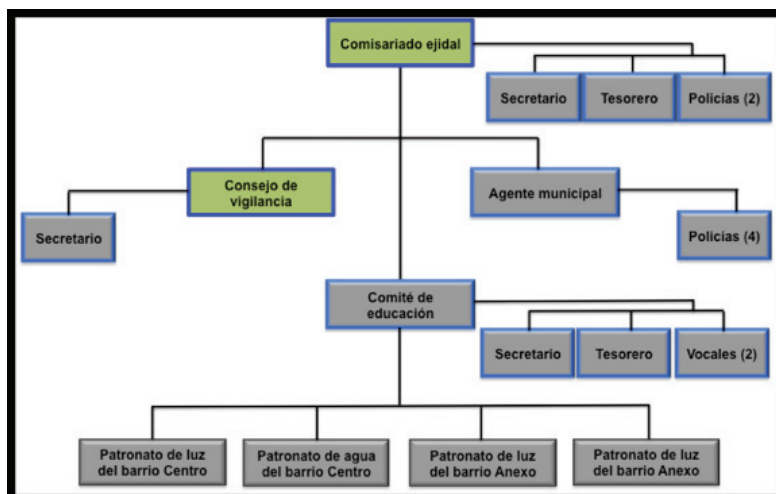 Comisariado ejidal
Secretario
Tesorero
Policías (2)
Consejo de
vigilancia
Agente municipal
Secretario
Policías (4)
Comité de
educación
Secretario
Tesorero
Vocales (2)
Patronato de luz
del barrio Centro
Patronato de agua
del barrio Centro
Patronato de luz
del barrio Anexo
Patronato de luz
del barrio Anexo